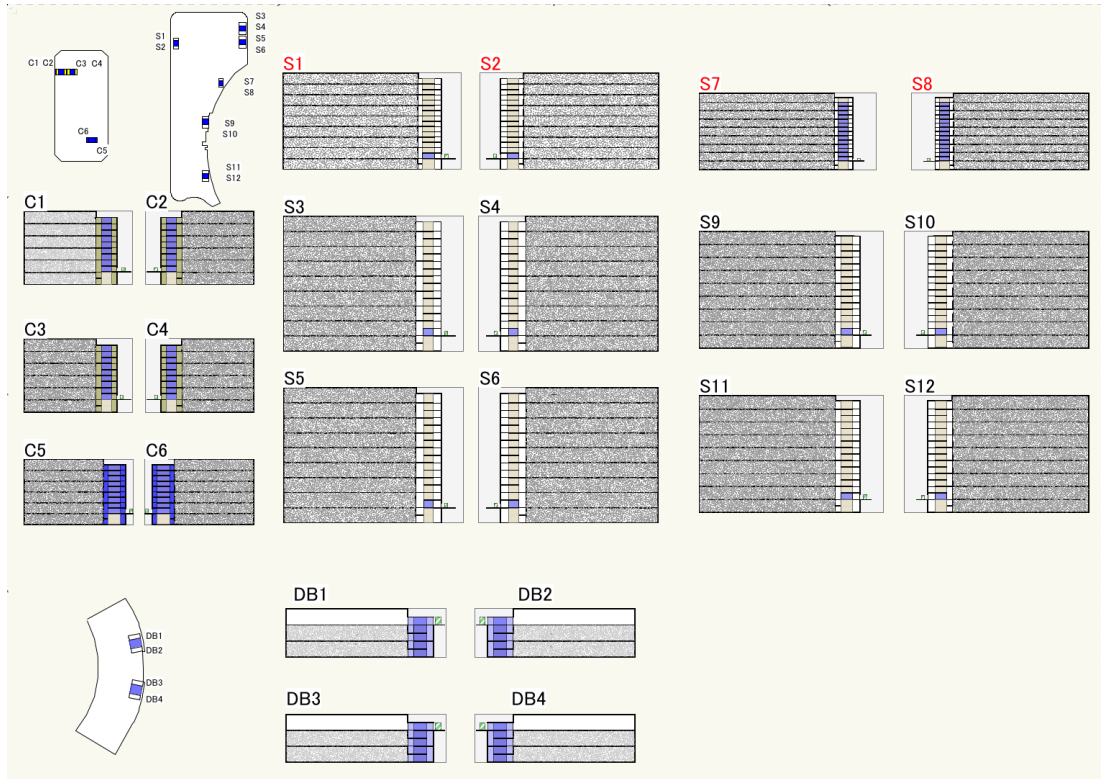 S3
S4
S1
S2
S5
S6
C1 C2 C3 C4
S7
S8
C6
C5
S9
S10
S11
S12
S1 S2
S7 S8
C1 C2
S3 S4
S9 S10
C3 C4
S5 S6
S11 S12
C5 C6
DB1 DB2
DB1
DB2
DB3
DB4
DB3 DB4